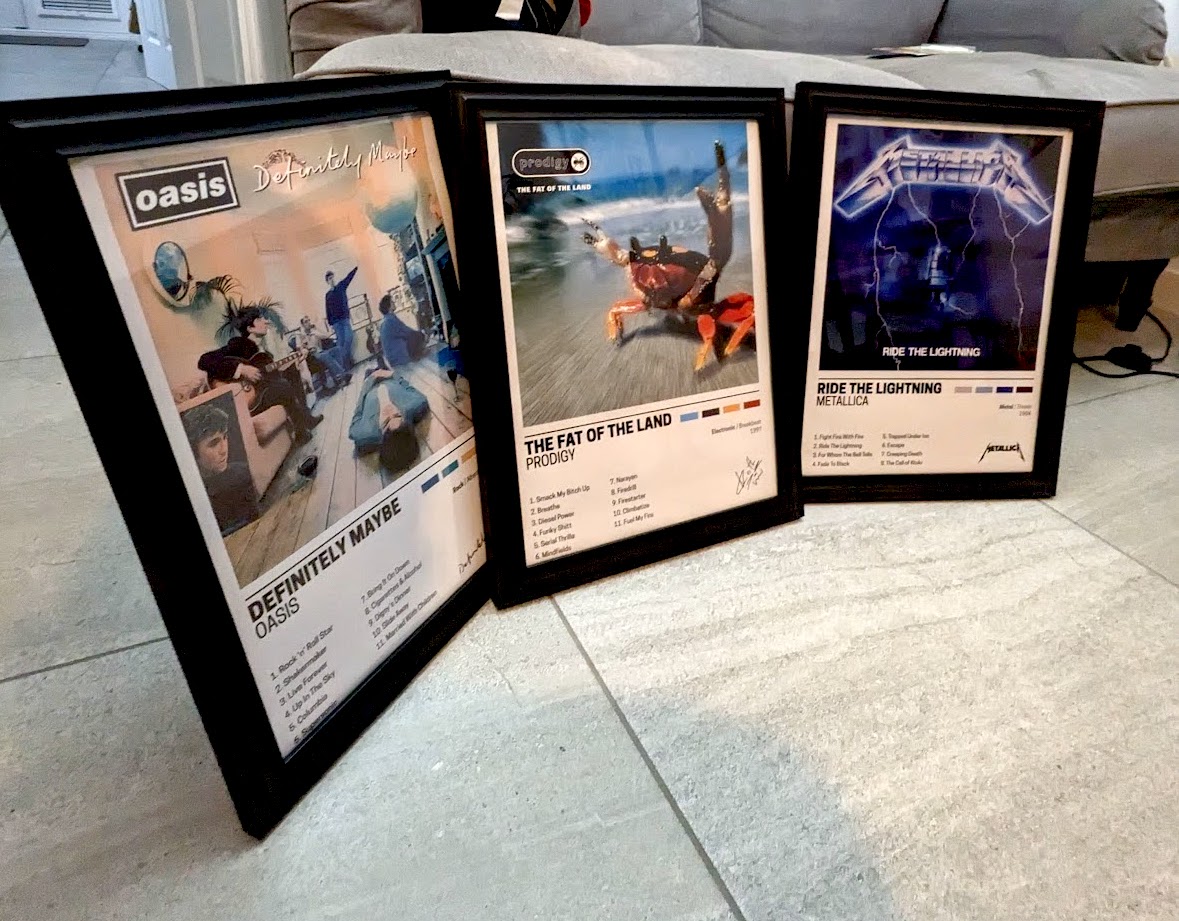 oasis
Definitely Maybe
DEFINITELY MAYBE
OASIS
1. Rock 'n' Roll Star
2. Shakermaker
3. Live Forever
4. Up In The Sky
5. Columbia
6. Supersonic
7. Bring It On Down
8. Cigarettes & Alcohol
9. Digsy's Dinner
10. Slide Away
11. Married With Children
Rock
prodigy
THE FAT OF THE LAND
THE FAT OF THE LAND
PRODIGY
Electronic / Breakbeat
1997
1. Smack My Bitch Up
2. Breathe
3. Diesel Power
4. Funky Shitt
5. Serial Thrilla
6. Mindfields
7. Narayan
8. Firedrill
9. Firestarter
10. Climbatize
11. Fuel My Fire
METALLICA
RIDE THE LIGHTNING
RIDE THE LIGHTNING
METALLICA
Metal / Thrash
1984
1. Fight Fire With Fire
2. Ride The Lightning
3. For Whom The Bell Tolls
4. Fade To Black
5. Trapped Under Ice
6. Escape
7. Creeping Death
8. The Call of Ktulu
METALLICA